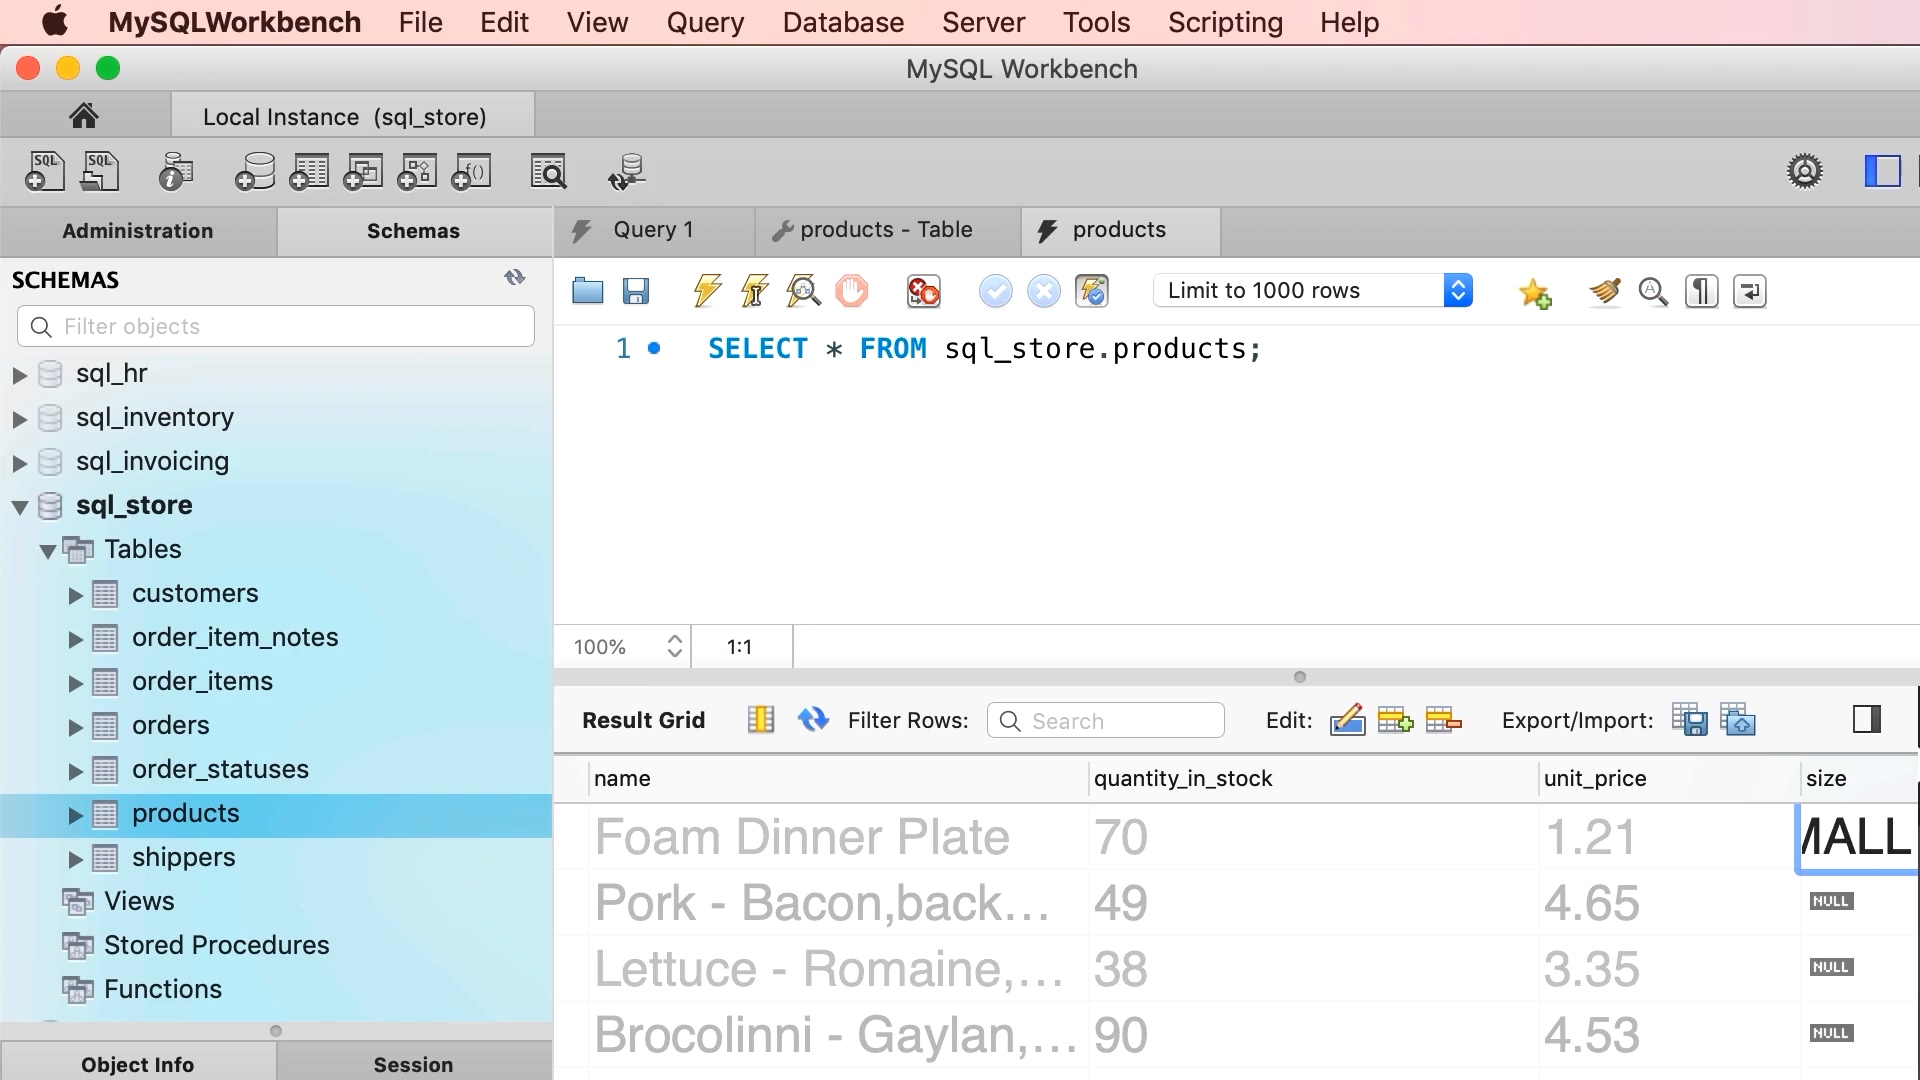 MySQLWorkbench File Edit View Query Database Server Tools Scripting Help
MySQL Workbench
Local Instance (sql_store)
SQL SQL
Administration Schemas
Query 1 products - Table products
SCHEMAS
Filter objects
Limit to 1000 rows
1 SELECT * FROM sql_store.products;
sql_hr
sql_inventory
sql_invoicing
sql_store
Tables
customers
order_item_notes
order_items
orders
order_statuses
products
shippers
Views
Stored Procedures
Functions
Object Info Session
100% 1:1
Result Grid Filter Rows: Search Edit: Export/Import:
name quantity_in_stock unit_price size
Foam Dinner Plate 70 1.21 MALL
Pork - Bacon,back... 49 4.65 NULL
Lettuce - Romaine,... 38 3.35 NULL
Brocolinni - Gaylan,... 90 4.53 NULL